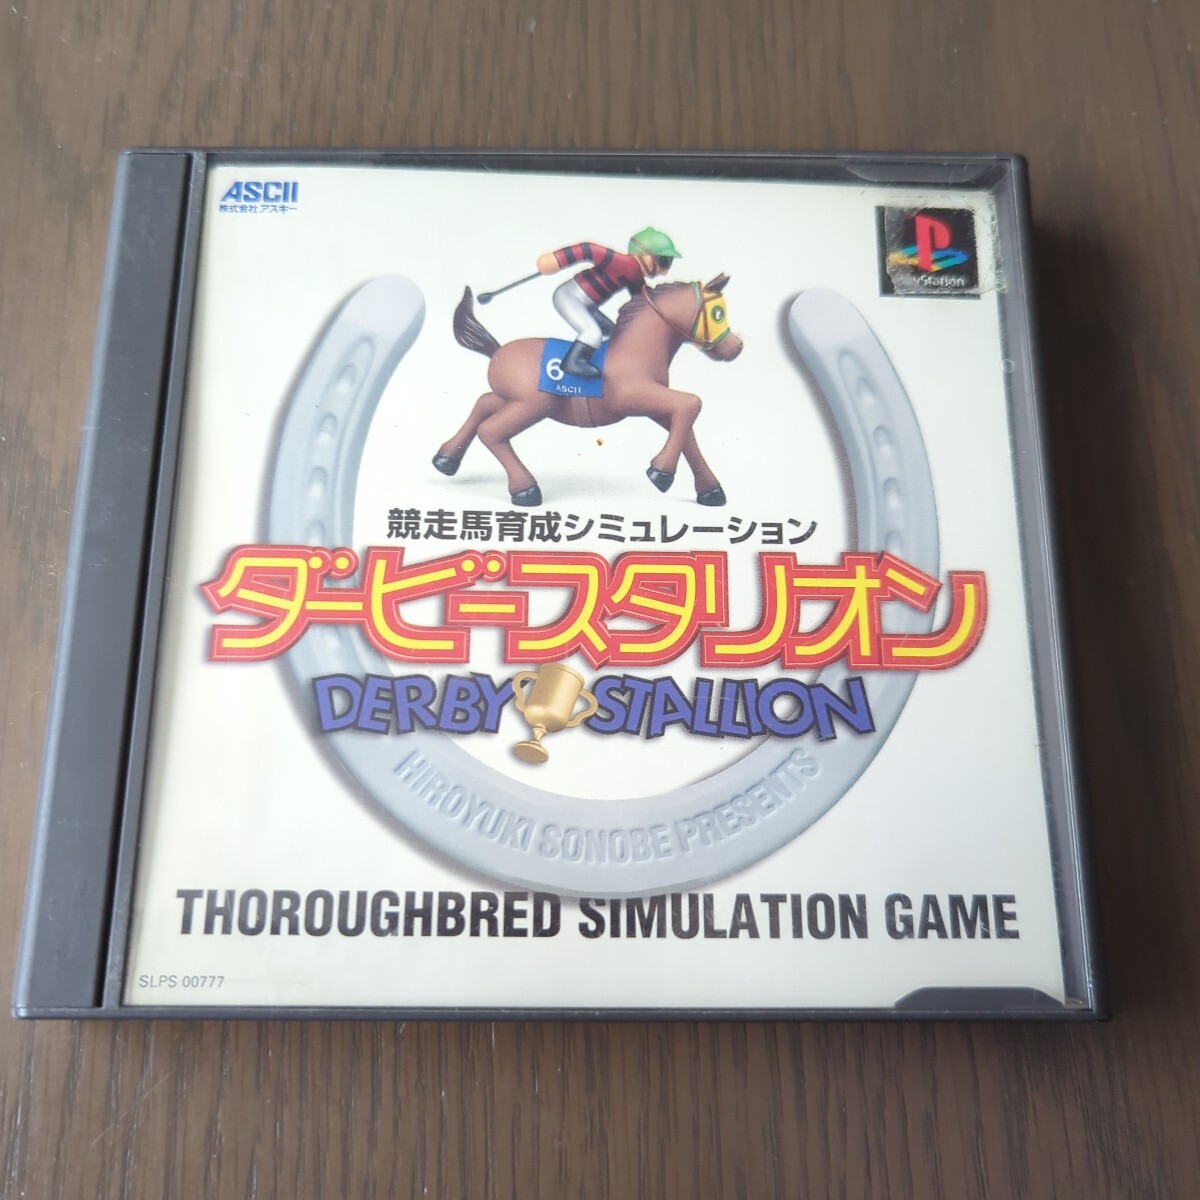 ASCII
株式会社アスキー
P
yStation
6
ASCII
競走馬育成シミュレーション
ダービースタリオン
DERBY STALLION
HIROYUKI SONOBE PRESENTS
THOROUGHBRED SIMULATION GAME
SLPS 00777